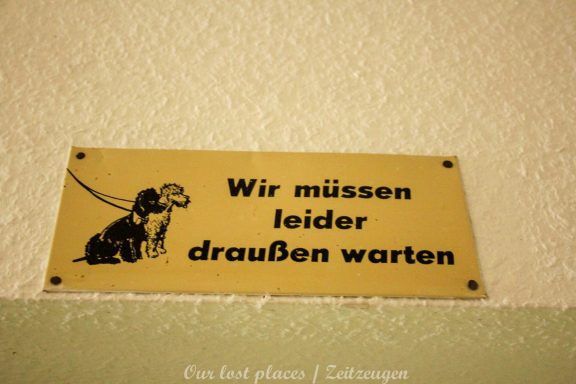 Wir müssen
leider
draußen warten
Our lost places | Zeitzeugen